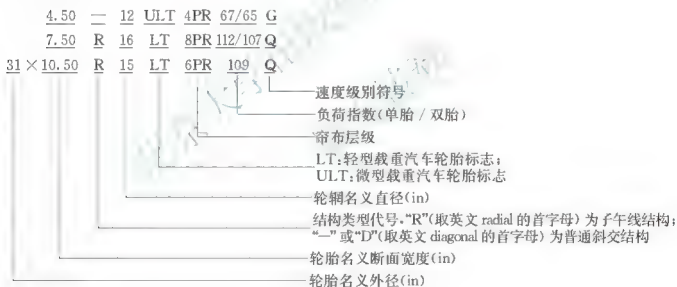 4.50 — 12 ULT 4PR 67/65 G
7.50 R 16 LT 8PR 112/107 Q
31×10.50 R 15 LT 6PR 109 Q
速度级别符号
负荷指数(单胎/双胎)
帘布层级
LT:轻型载重汽车轮胎标志;
ULT:微型载重汽车轮胎标志
轮辋名义直径(in)
结构类型代号。“R”(取英文 radial 的首字母) 为子午线结构;
“—”或“D”(取英文 diagonal 的首字母) 为普通斜交结构
轮胎名义断面宽度(in)
轮胎名义外径(in)